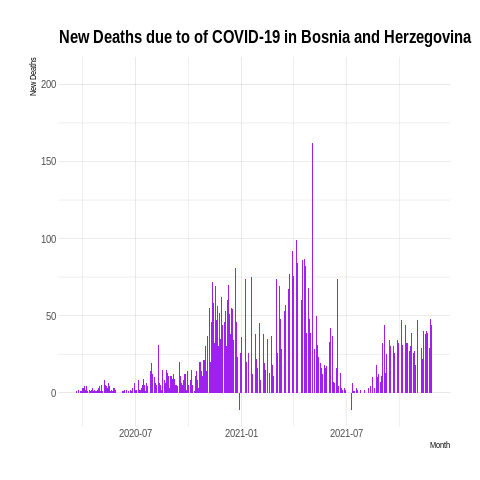 New Deaths due to of COVID-19 in Bosnia and Herzegovina
New Deaths
200
150
100
50
0
2020-07
2021-01
2021-07
Month